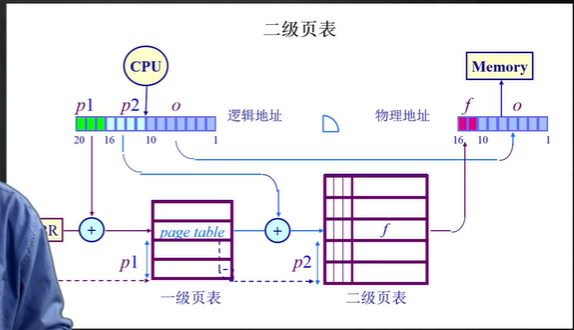 二级页表
CPU
Memory
p1 p2 o
逻辑地址
物理地址
f o
20 16 10 1
16 10 1
+
page table
+
f
p1
p2
一级页表
二级页表